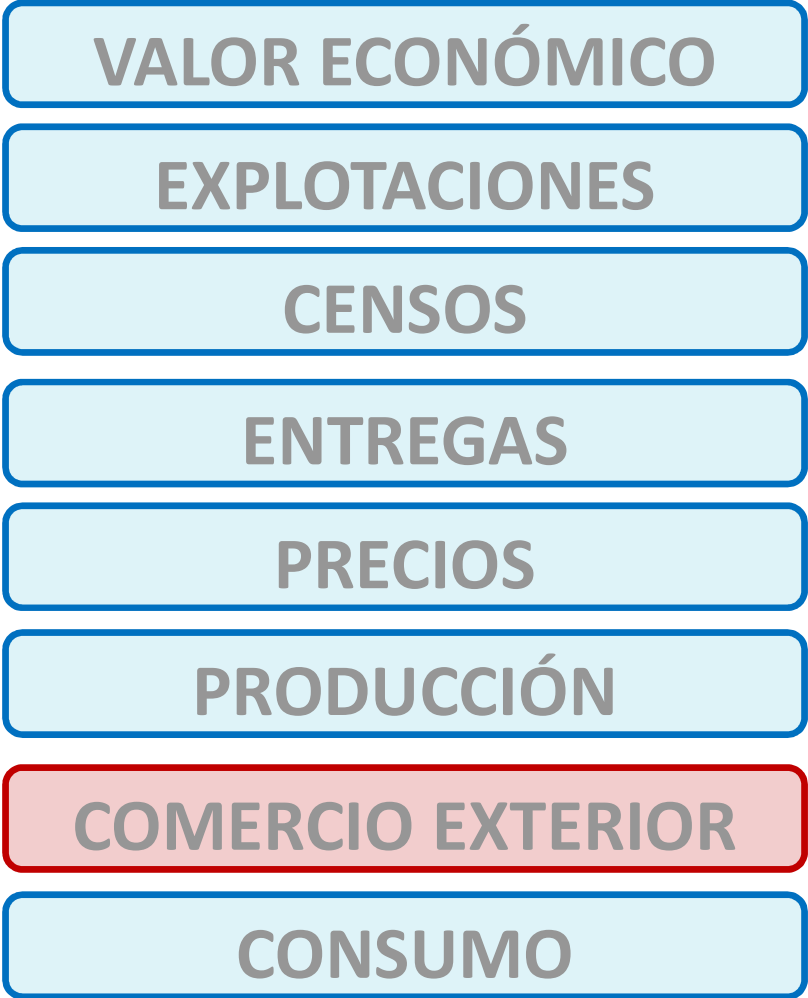 VALOR ECONÓMICO
EXPLOTACIONES
CENSOS
ENTREGAS
PRECIOS
PRODUCCIÓN
COMERCIO EXTERIOR
CONSUMO